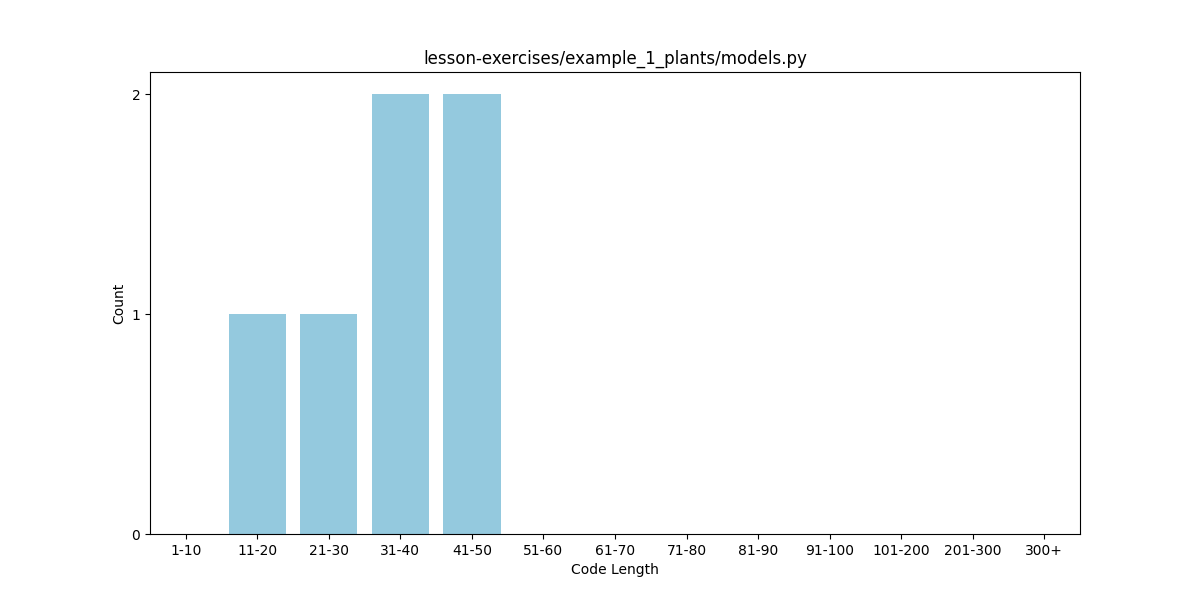 lesson-exercises/example_1_plants/models.py
2
1
0
Count
1-10 11-20 21-30 31-40 41-50 51-60 61-70 71-80 81-90 91-100 101-200 201-300 300+
Code Length